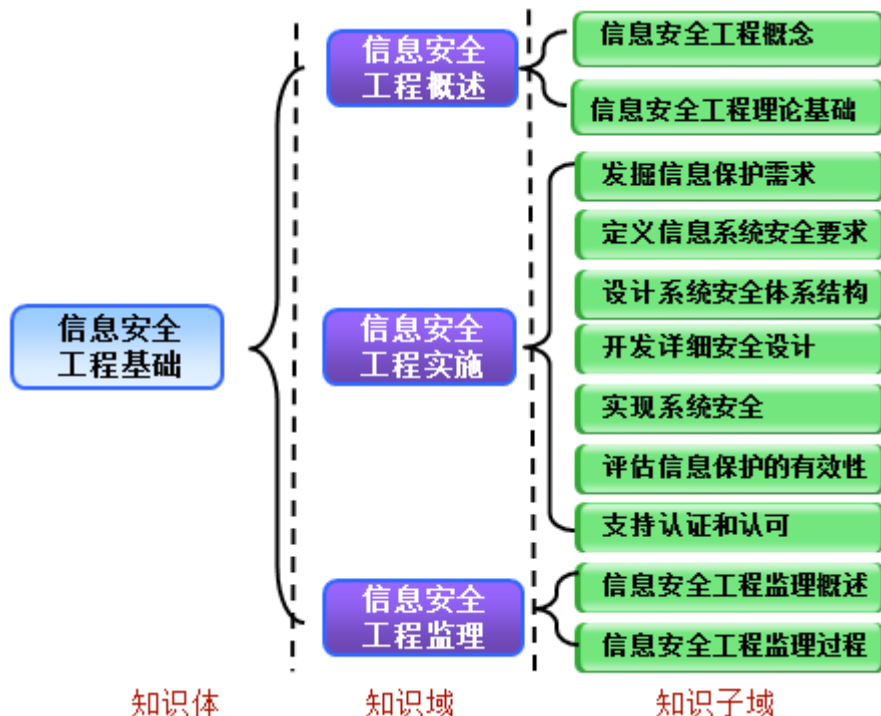 信息安全
工程基础
信息安全
工程概述
信息安全工程概念
信息安全工程理论基础
信息安全
工程实施
发掘信息保护需求
定义信息系统安全要求
设计系统安全体系结构
开发详细安全设计
实现系统安全
评估信息保护的有效性
支持认证和认可
信息安全
工程监理
信息安全工程监理概述
信息安全工程监理过程
知识体
知识域
知识子域